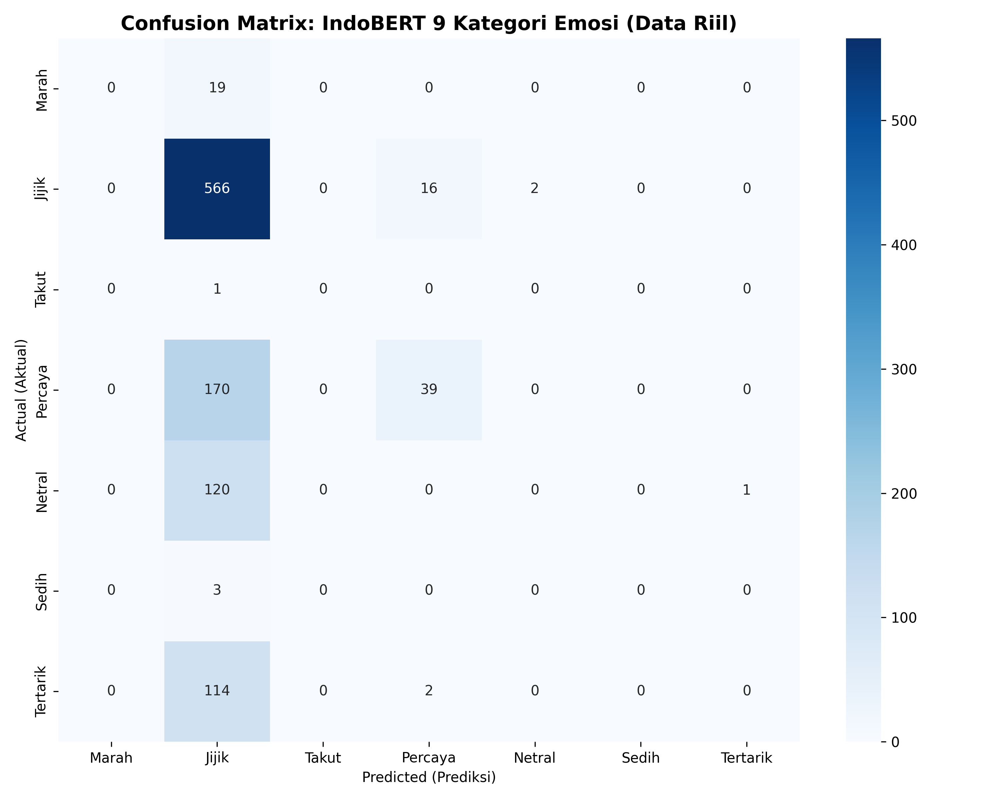 Confusion Matrix: IndoBERT 9 Kategori Emosi (Data Riil)
Actual (Aktual)
Marah 0 19 0 0 0 0 0
Jijik 0 566 0 16 2 0 0
Takut 0 1 0 0 0 0 0
Percaya 0 170 0 39 0 0 0
Netral 0 120 0 0 0 0 1
Sedih 0 3 0 0 0 0 0
Tertarik 0 114 0 2 0 0 0
Marah Jijik Takut Percaya Netral Sedih Tertarik
Predicted (Prediksi)
500
400
300
200
100
0